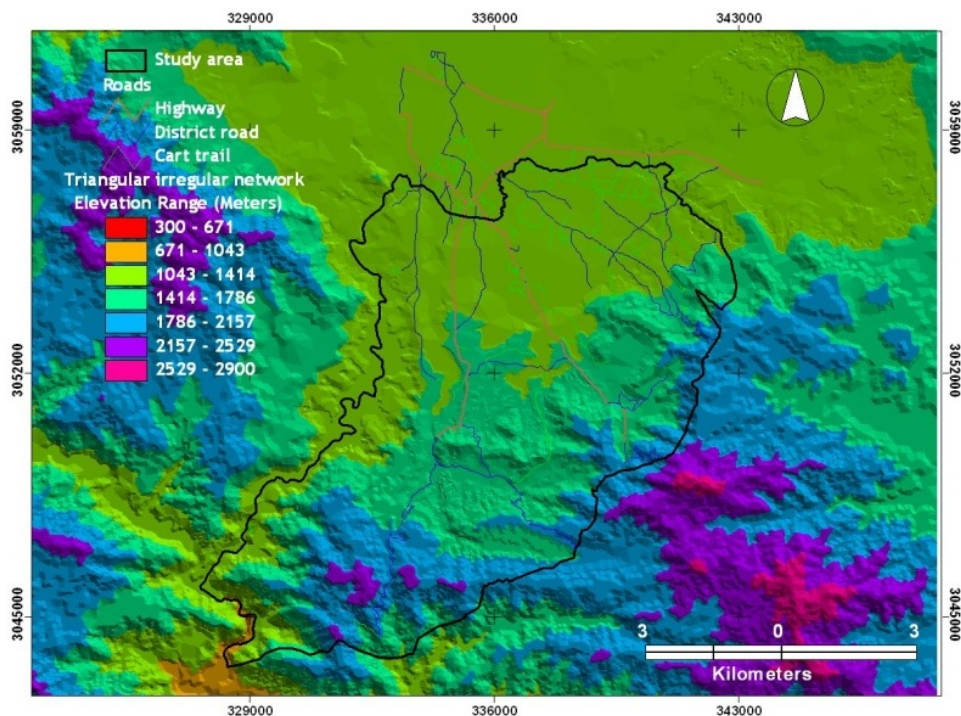 329000 336000 343000
Study area
Roads
Highway
District road
Cart trail
Triangular irregular network
Elevation Range (Meters)
300 - 671
671 - 1043
1043 - 1414
1414 - 1786
1786 - 2157
2157 - 2529
2529 - 2900
3059000 3059000
3052000 3052000
3045000 3045000
3 0 3
Kilometers
329000 336000 343000